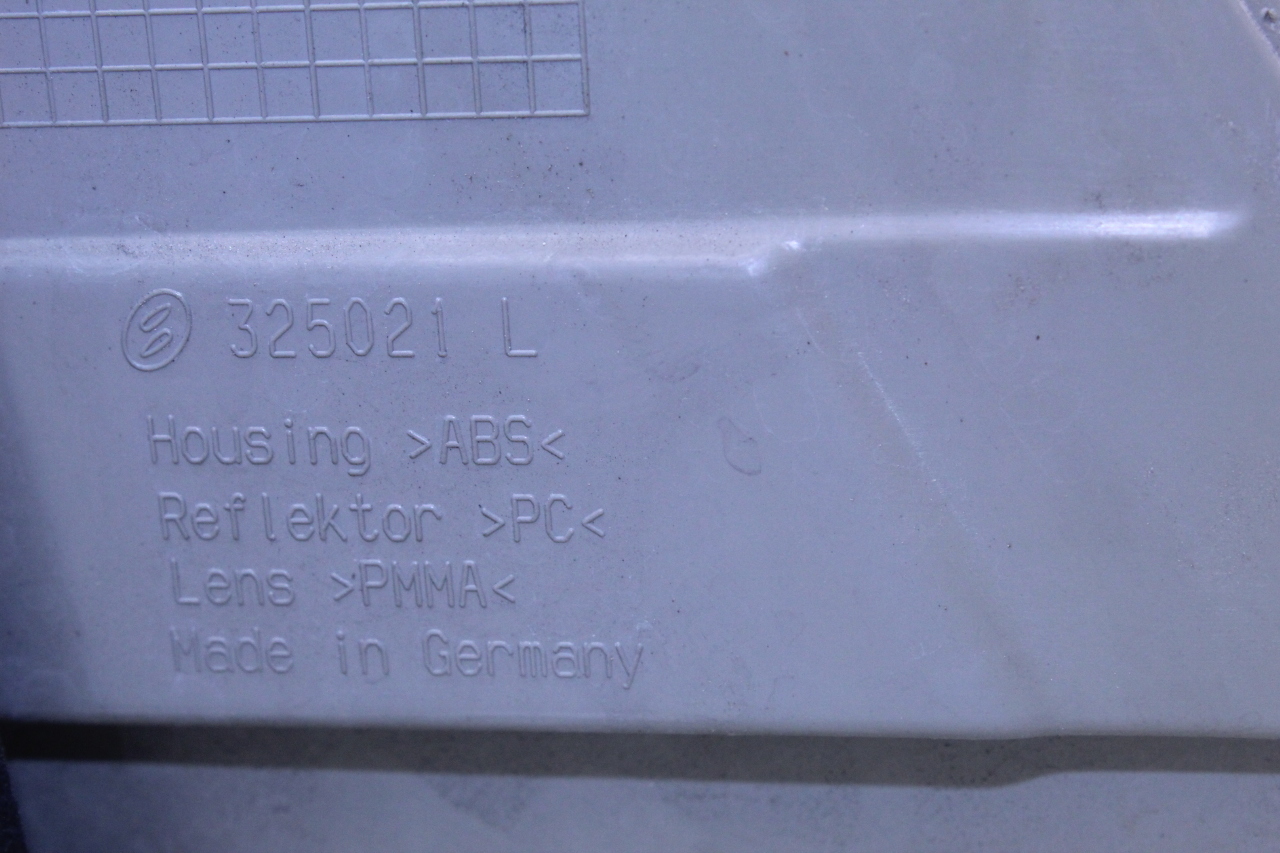 325021 L
Housing >ABS<
Reflektor >PC<
Lens >PMMA<
Made in Germany